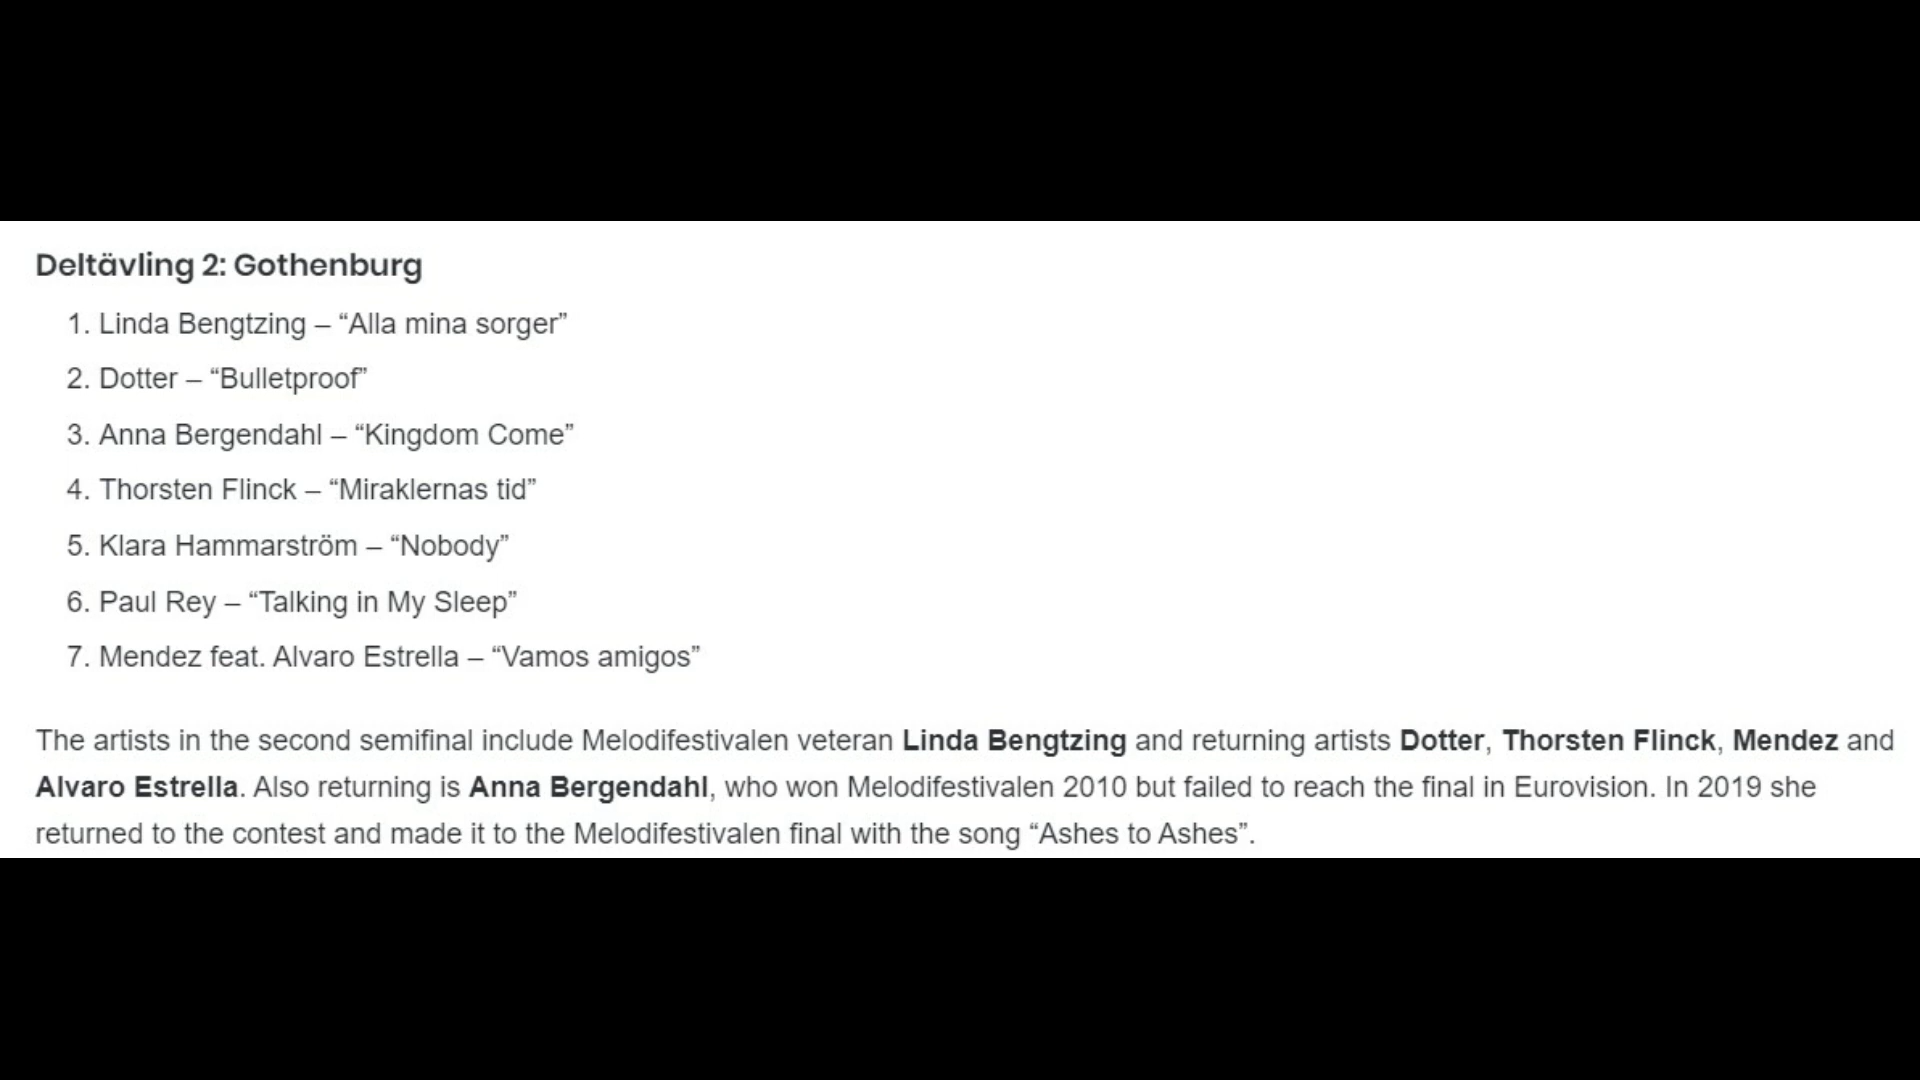 Deltävling 2: Gothenburg
1. Linda Bengtzing – “Alla mina sorger”
2. Dotter – “Bulletproof”
3. Anna Bergendahl – “Kingdom Come”
4. Thorsten Flinck – “Miraklernas tid”
5. Klara Hammarström – “Nobody”
6. Paul Rey – “Talking in My Sleep”
7. Mendez feat. Alvaro Estrella – “Vamos amigos”
The artists in the second semifinal include Melodifestivalen veteran Linda Bengtzing and returning artists Dotter, Thorsten Flinck, Mendez and
Alvaro Estrella. Also returning is Anna Bergendahl, who won Melodifestivalen 2010 but failed to reach the final in Eurovision. In 2019 she
returned to the contest and made it to the Melodifestivalen final with the song “Ashes to Ashes”.